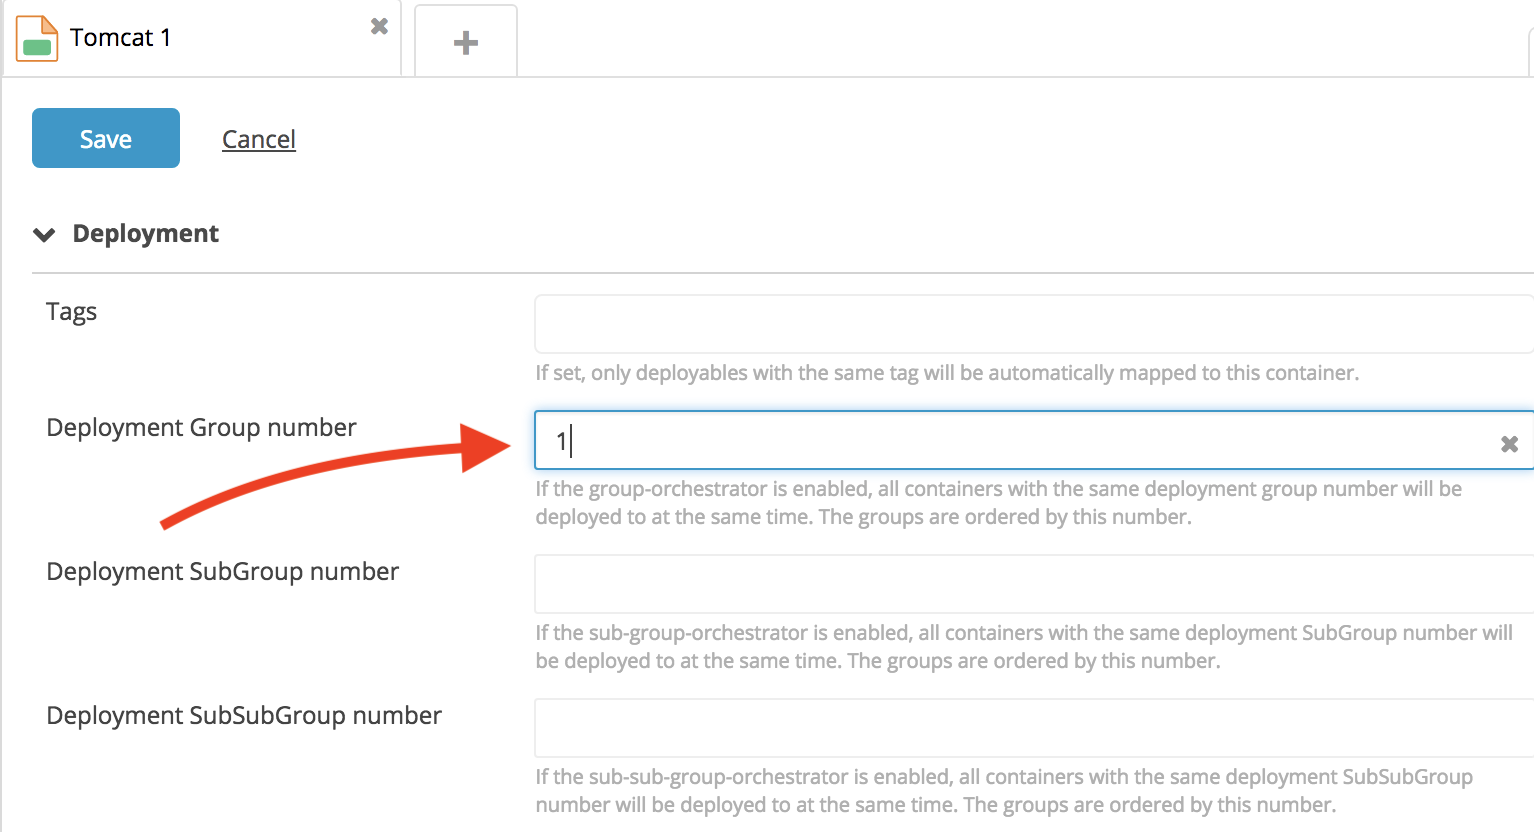 Tomcat 1
Save
Cancel
Deployment
Tags
If set, only deployables with the same tag will be automatically mapped to this container.
Deployment Group number
1
If the group-orchestrator is enabled, all containers with the same deployment group number will be
deployed to at the same time. The groups are ordered by this number.
Deployment SubGroup number
If the sub-group-orchestrator is enabled, all containers with the same deployment SubGroup number will
be deployed to at the same time. The groups are ordered by this number.
Deployment SubSubGroup number
If the sub-sub-group-orchestrator is enabled, all containers with the same deployment SubSubGroup
number will be deployed to at the same time. The groups are ordered by this number.